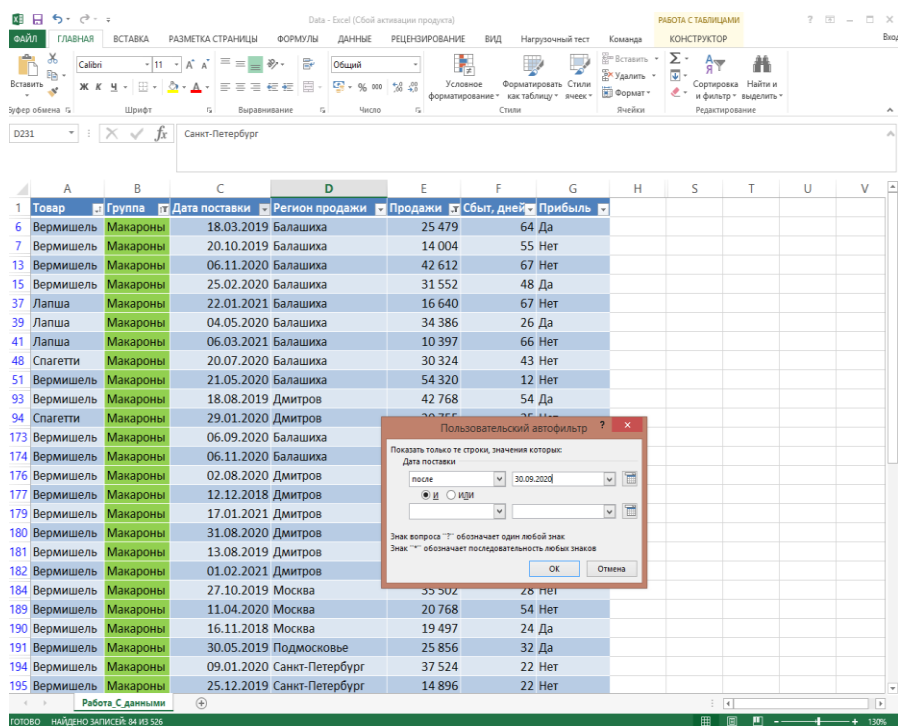 Data - Excel (Сбой активации продукта)
РАБОТА С ТАБЛИЦАМИ
ФАЙЛ ГЛАВНАЯ ВСТАВКА РАЗМЕТКА СТРАНИЦЫ ФОРМУЛЫ ДАННЫЕ РЕЦЕНЗИРОВАНИЕ ВИД Нагрузочный тест Команда КОНСТРУКТОР Вход
Вставить
Calibri 11
Ж К Ч
Общий
% 000
Условное форматирование
Форматировать как таблицу
Стили ячеек
Вставить
Удалить
Формат
Сортировка и фильтр
Найти и выделить
Буфер обмена Шрифт Выравнивание Число Стили Ячейки Редактирование
D231 fx Санкт-Петербург
A B C D E F G H S T U V
1 Товар Группа Дата поставки Регион продажи Продажи Сбыт, дней Прибыль
6 Вермишель Макароны 18.03.2019 Балашиха 25 479 64 Да
7 Вермишель Макароны 20.10.2019 Балашиха 14 004 55 Нет
13 Вермишель Макароны 06.11.2020 Балашиха 42 612 67 Нет
15 Вермишель Макароны 25.02.2020 Балашиха 31 552 48 Да
37 Лапша Макароны 22.01.2021 Балашиха 16 640 67 Нет
39 Лапша Макароны 04.05.2020 Балашиха 34 386 26 Да
41 Лапша Макароны 06.03.2021 Балашиха 10 397 66 Нет
48 Спагетти Макароны 20.07.2020 Балашиха 30 324 43 Нет
51 Вермишель Макароны 21.05.2020 Балашиха 54 320 12 Нет
93 Вермишель Макароны 18.08.2019 Дмитров 42 768 54 Да
94 Спагетти Макароны 29.01.2020 Дмитров
173 Вермишель Макароны 06.09.2020 Балашиха
174 Вермишель Макароны 06.11.2020 Балашиха
176 Вермишель Макароны 02.08.2020 Дмитров
177 Вермишель Макароны 12.12.2018 Дмитров
179 Вермишель Макароны 17.01.2021 Дмитров
180 Вермишель Макароны 31.08.2020 Дмитров
181 Вермишель Макароны 13.08.2019 Дмитров
182 Вермишель Макароны 01.02.2021 Дмитров
184 Вермишель Макароны 27.10.2019 Москва 35 502 28 Нет
189 Вермишель Макароны 11.04.2020 Москва 20 768 54 Нет
190 Вермишель Макароны 16.11.2018 Москва 19 497 24 Да
191 Вермишель Макароны 30.05.2019 Подмосковье 25 856 32 Да
194 Вермишель Макароны 09.01.2020 Санкт-Петербург 37 524 22 Нет
195 Вермишель Макароны 25.12.2019 Санкт-Петербург 14 896 22 Нет
Пользовательский автофильтр ?
Показать только те строки, значения которых:
Дата поставки
после 30.09.2020
И ИЛИ
Знак вопроса "?" обозначает один любой знак
Знак "*" обозначает последовательность любых знаков
ОК Отмена
Работа_С_данными
ГОТОВО НАЙДЕНО ЗАПИСЕЙ: 84 ИЗ 526 130%